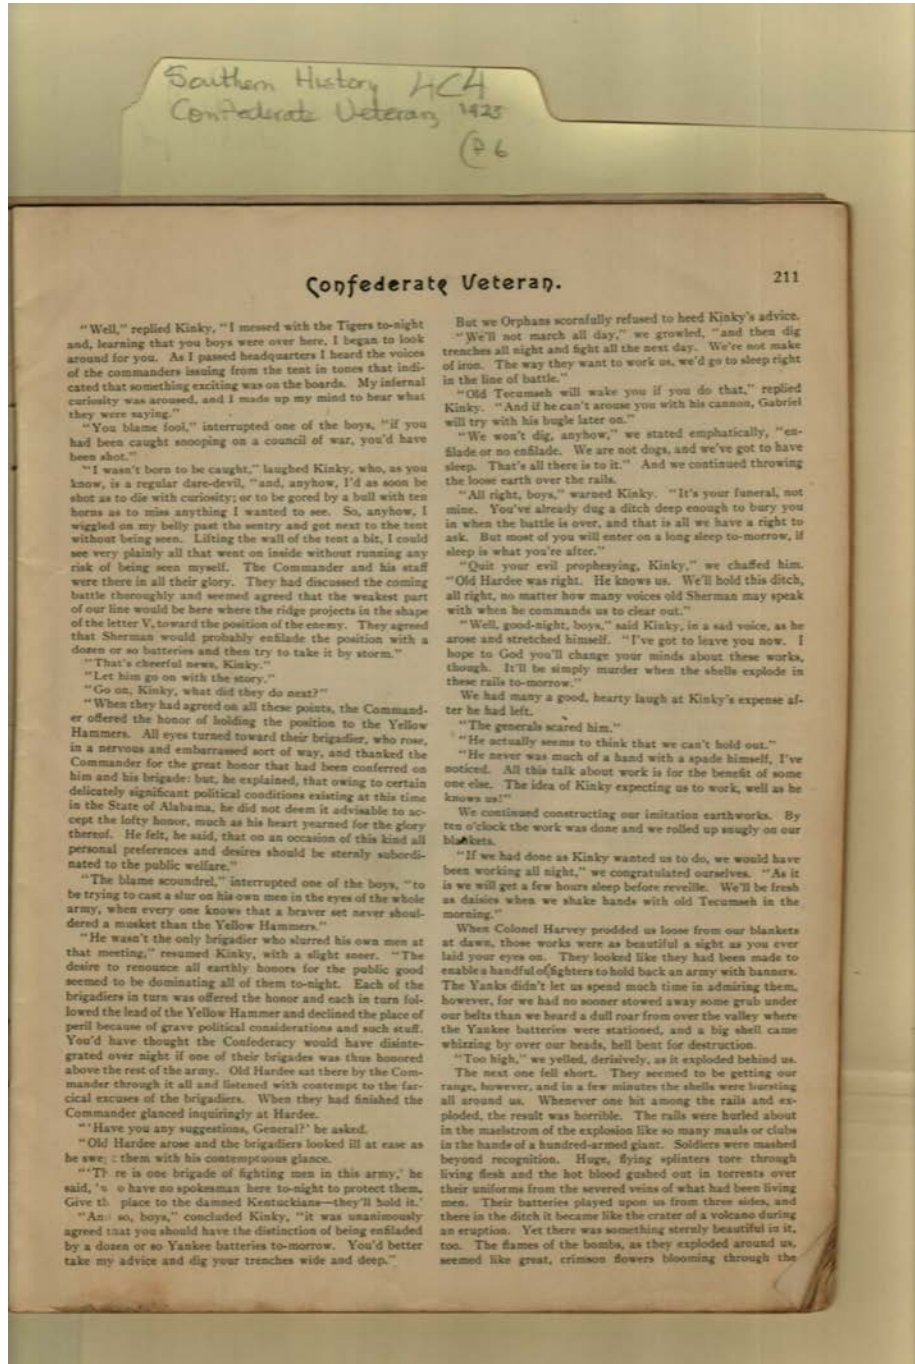 Southern History 4C4
Confederate Veteran, 1925
(P 6
Confederate Veteran.
211
"Well," replied Kinky, "I messed with the Tigers to-night
and, learning that you boys were over here, I began to look
around for you. As I passed headquarters I heard the voices
of the commanders issuing from the tent in tones that indi-
cated that something exciting was on the boards. My infernal
curiosity was aroused, and I made up my mind to hear what
they were saying."
"You blame fool," interrupted one of the boys, "if you
had been caught snooping on a council of war, you'd have
been shot."
"I wasn't born to be caught," laughed Kinky, who, as you
know, is a regular dare-devil, "and, anyhow, I'd as soon be
shot as to die with curiosity; or to be gored by a bull with ten
horns as to miss anything I wanted to see. So, anyhow, I
wiggled on my belly past the sentry and got next to the tent
without being seen. Lifting the wall of the tent a bit, I could
see very plainly all that went on inside without running any
risk of being seen myself. The Commander and his staff
were there in all their glory. They had discussed the coming
battle thoroughly and seemed agreed that the weakest part
of our line would be here where the ridge projects in the shape
of the letter V, toward the position of the enemy. They agreed
that Sherman would probably enfilade the position with a
dozen or so batteries and then try to take it by storm."
"That's cheerful news, Kinky."
"Let him go on with the story."
"Go on, Kinky, what did they do next?"
"When they had agreed on all these points, the Command-
er offered the honor of holding the position to the Yellow
Hammers. All eyes turned toward their brigadier, who rose,
in a nervous and embarrassed sort of way, and thanked the
Commander for the great honor that had been conferred on
him and his brigade: but, he explained, that owing to certain
delicately significant political conditions existing at this time
in the State of Alabama, he did not deem it advisable to ac-
cept the lofty honor, much as his heart yearned for the glory
thereof. He felt, he said, that on an occasion of this kind all
personal preferences and desires should be sternly subordi-
nated to the public welfare."
"The blame scoundrel," interrupted one of the boys, "to
be trying to cast a slur on his own men in the eyes of the whole
army, when every one knows that a braver set never shoul-
dered a musket than the Yellow Hammers."
"He wasn't the only brigadier who slurred his own men at
that meeting," resumed Kinky, with a slight sneer. "The
desire to renounce all earthly honors for the public good
seemed to be dominating all of them to-night. Each of the
brigadiers in turn was offered the honor and each in turn fol-
lowed the lead of the Yellow Hammer and declined the place of
peril because of grave political considerations and such stuff.
You'd have thought the Confederacy would have disinte-
grated over night if one of their brigades was thus honored
above the rest of the army. Old Hardee sat there by the Com-
mander through it all and listened with contempt to the far-
cical excuses of the brigadiers. When they had finished the
Commander glanced inquiringly at Hardee.
"'Have you any suggestions, General?' he asked.
"Old Hardee arose and the brigadiers looked ill at ease as
he them with his contemptuous glance.
"'Th re is one brigade of fighting men in this army,' he
said, ' o have no spokesman here to-night to protect them.
Give th place to the damned Kentuckians—they'll hold it.'
"And so, boys," concluded Kinky, "it was unanimously
agreed that you should have the distinction of being enfiladed
by a dozen or so Yankee batteries to-morrow. You'd better
take my advice and dig your trenches wide and deep."
But we Orphans scornfully refused to heed Kinky's advice.
"We'll not march all day," we growled, "and then dig
trenches all night and fight all the next day. We're not make
of iron. The way they want to work us, we'd go to sleep right
in the line of battle."
"Old Tecumseh will wake you if you do that," replied
Kinky. "And if he can't arouse you with his cannon, Gabriel
will try with his bugle later on."
"We won't dig, anyhow," we stated emphatically, "en-
filade or no enfilade. We are not dogs, and we've got to have
sleep. That's all there is to it." And we continued throwing
the loose earth over the rails.
"All right, boys," warned Kinky. "It's your funeral, not
mine. You've already dug a ditch deep enough to bury you
in when the battle is over, and that is all we have a right to
ask. But most of you will enter on a long sleep to-morrow, if
sleep is what you're after."
"Quit your evil prophesying, Kinky," we chaffed him.
"Old Hardee was right. He knows us. We'll hold this ditch,
all right, no matter how many voices old Sherman may speak
with when he commands us to clear out."
"Well, good-night, boys," said Kinky, in a sad voice, as he
arose and stretched himself. "I've got to leave you now. I
hope to God you'll change your minds about these works,
though. It'll be simply murder when the shells explode in
these rails to-morrow."
We had many a good, hearty laugh at Kinky's expense af-
ter he had left.
"The generals scared him."
"He actually seems to think that we can't hold out."
"He never was much of a hand with a spade himself, I've
noticed. All this talk about work is for the benefit of some
one else. The idea of Kinky expecting us to work, well as he
knows us!"
We continued constructing our imitation earthworks. By
ten o'clock the work was done and we rolled up snugly on our
blankets.
"If we had done as Kinky wanted us to do, we would have
been working all night," we congratulated ourselves. "As it
is we will get a few hours sleep before reveille. We'll be fresh
as daisies when we shake hands with old Tecumseh in the
morning."
When Colonel Harvey prodded us loose from our blankets
at dawn, those works were as beautiful a sight as you ever
laid your eyes on. They looked like they had been made to
enable a handful of fighters to hold back an army with banners.
The Yanks didn't let us spend much time in admiring them,
however, for we had no sooner stowed away some grub under
our belts than we heard a dull roar from over the valley where
the Yankee batteries were stationed, and a big shell came
whizzing by over our heads, hell bent for destruction.
"Too high," we yelled, derisively, as it exploded behind us.
The next one fell short. They seemed to be getting our
range, however, and in a few minutes the shells were bursting
all around us. Whenever one hit among the rails and ex-
ploded, the result was horrible. The rails were hurled about
in the maelstrom of the explosion like so many mauls or clubs
in the hands of a hundred-armed giant. Soldiers were mashed
beyond recognition. Huge, flying splinters tore through
living flesh and the hot blood gushed out in torrents over
their uniforms from the severed veins of what had been living
men. Their batteries played upon us from three sides, and
there in the ditch it became like the crater of a volcano during
an eruption. Yet there was something sternly beautiful in it,
too. The flames of the bombs, as they exploded around us,
seemed like great, crimson flowers blooming through the